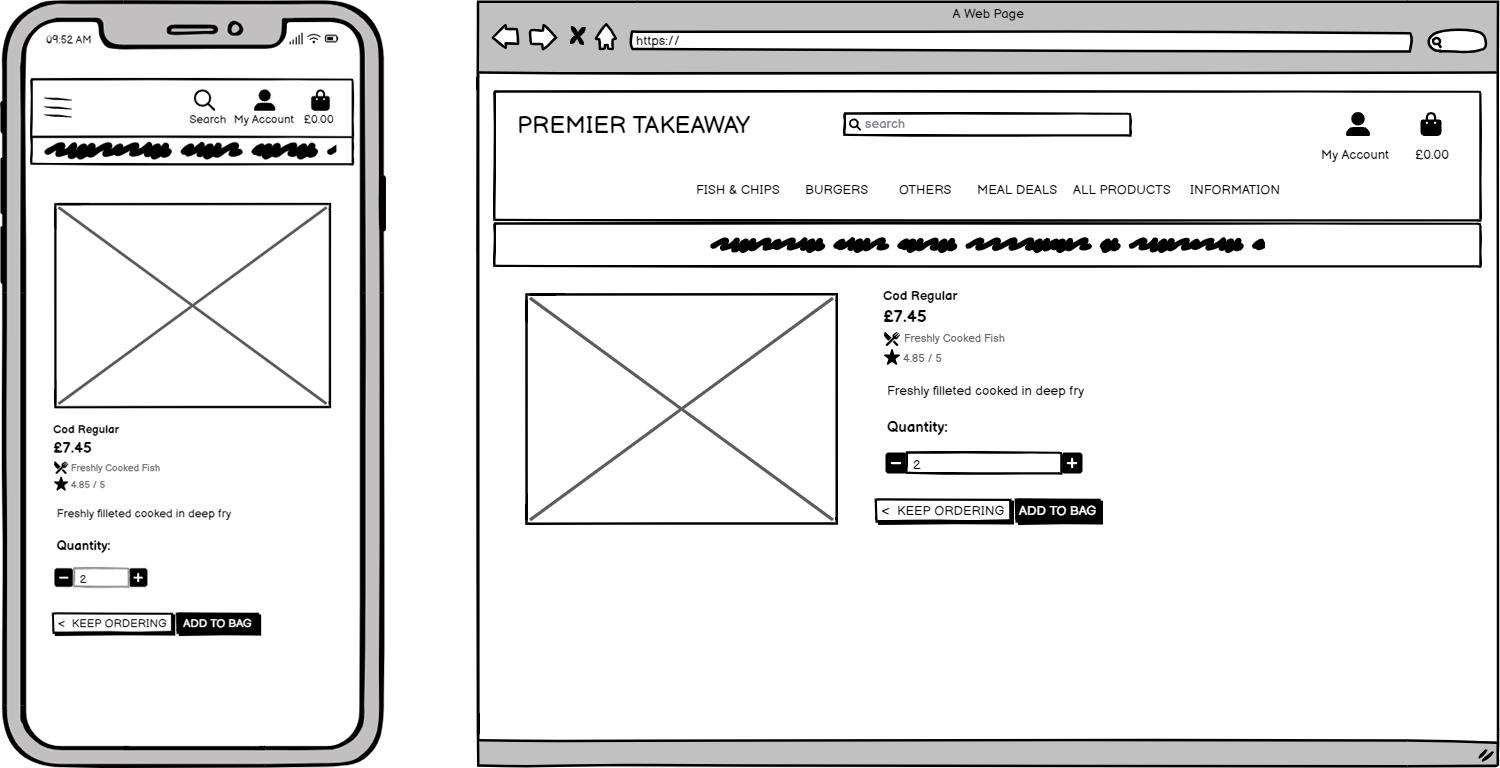 09:52 AM
Search My Account £0.00
Cod Regular
£7.45
Freshly Cooked Fish
4.85 / 5
Freshly filleted cooked in deep fry
Quantity:
2
< KEEP ORDERING ADD TO BAG
A Web Page
https://
PREMIER TAKEAWAY
search
My Account £0.00
FISH & CHIPS BURGERS OTHERS MEAL DEALS ALL PRODUCTS INFORMATION
Cod Regular
£7.45
Freshly Cooked Fish
4.85 / 5
Freshly filleted cooked in deep fry
Quantity:
2
< KEEP ORDERING ADD TO BAG